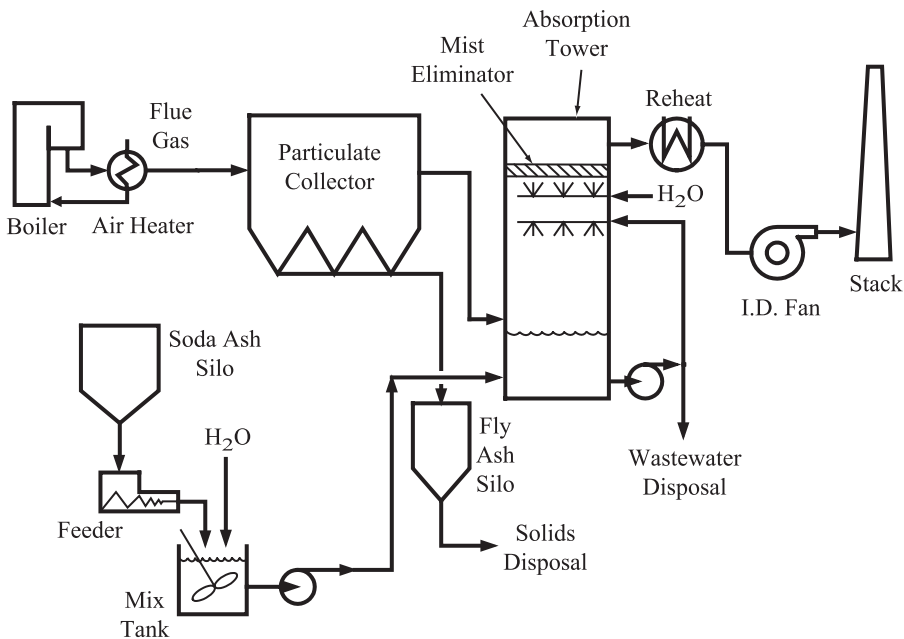 Absorption
Tower
Mist
Eliminator
Reheat
Flue
Gas
Particulate
Collector
H2O
Boiler
Air Heater
Stack
I.D. Fan
Soda Ash
Silo
H2O
Fly
Ash
Silo
Wastewater
Disposal
Feeder
Solids
Disposal
Mix
Tank